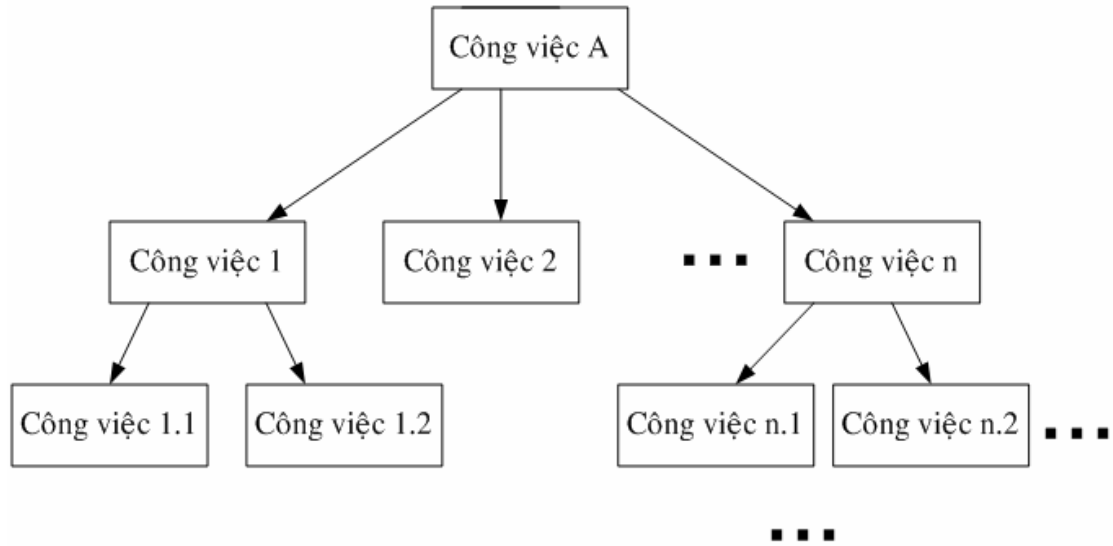 Công việc A
Công việc 1
Công việc 2
...
Công việc n
Công việc 1.1
Công việc 1.2
Công việc n.1
Công việc n.2
...
...